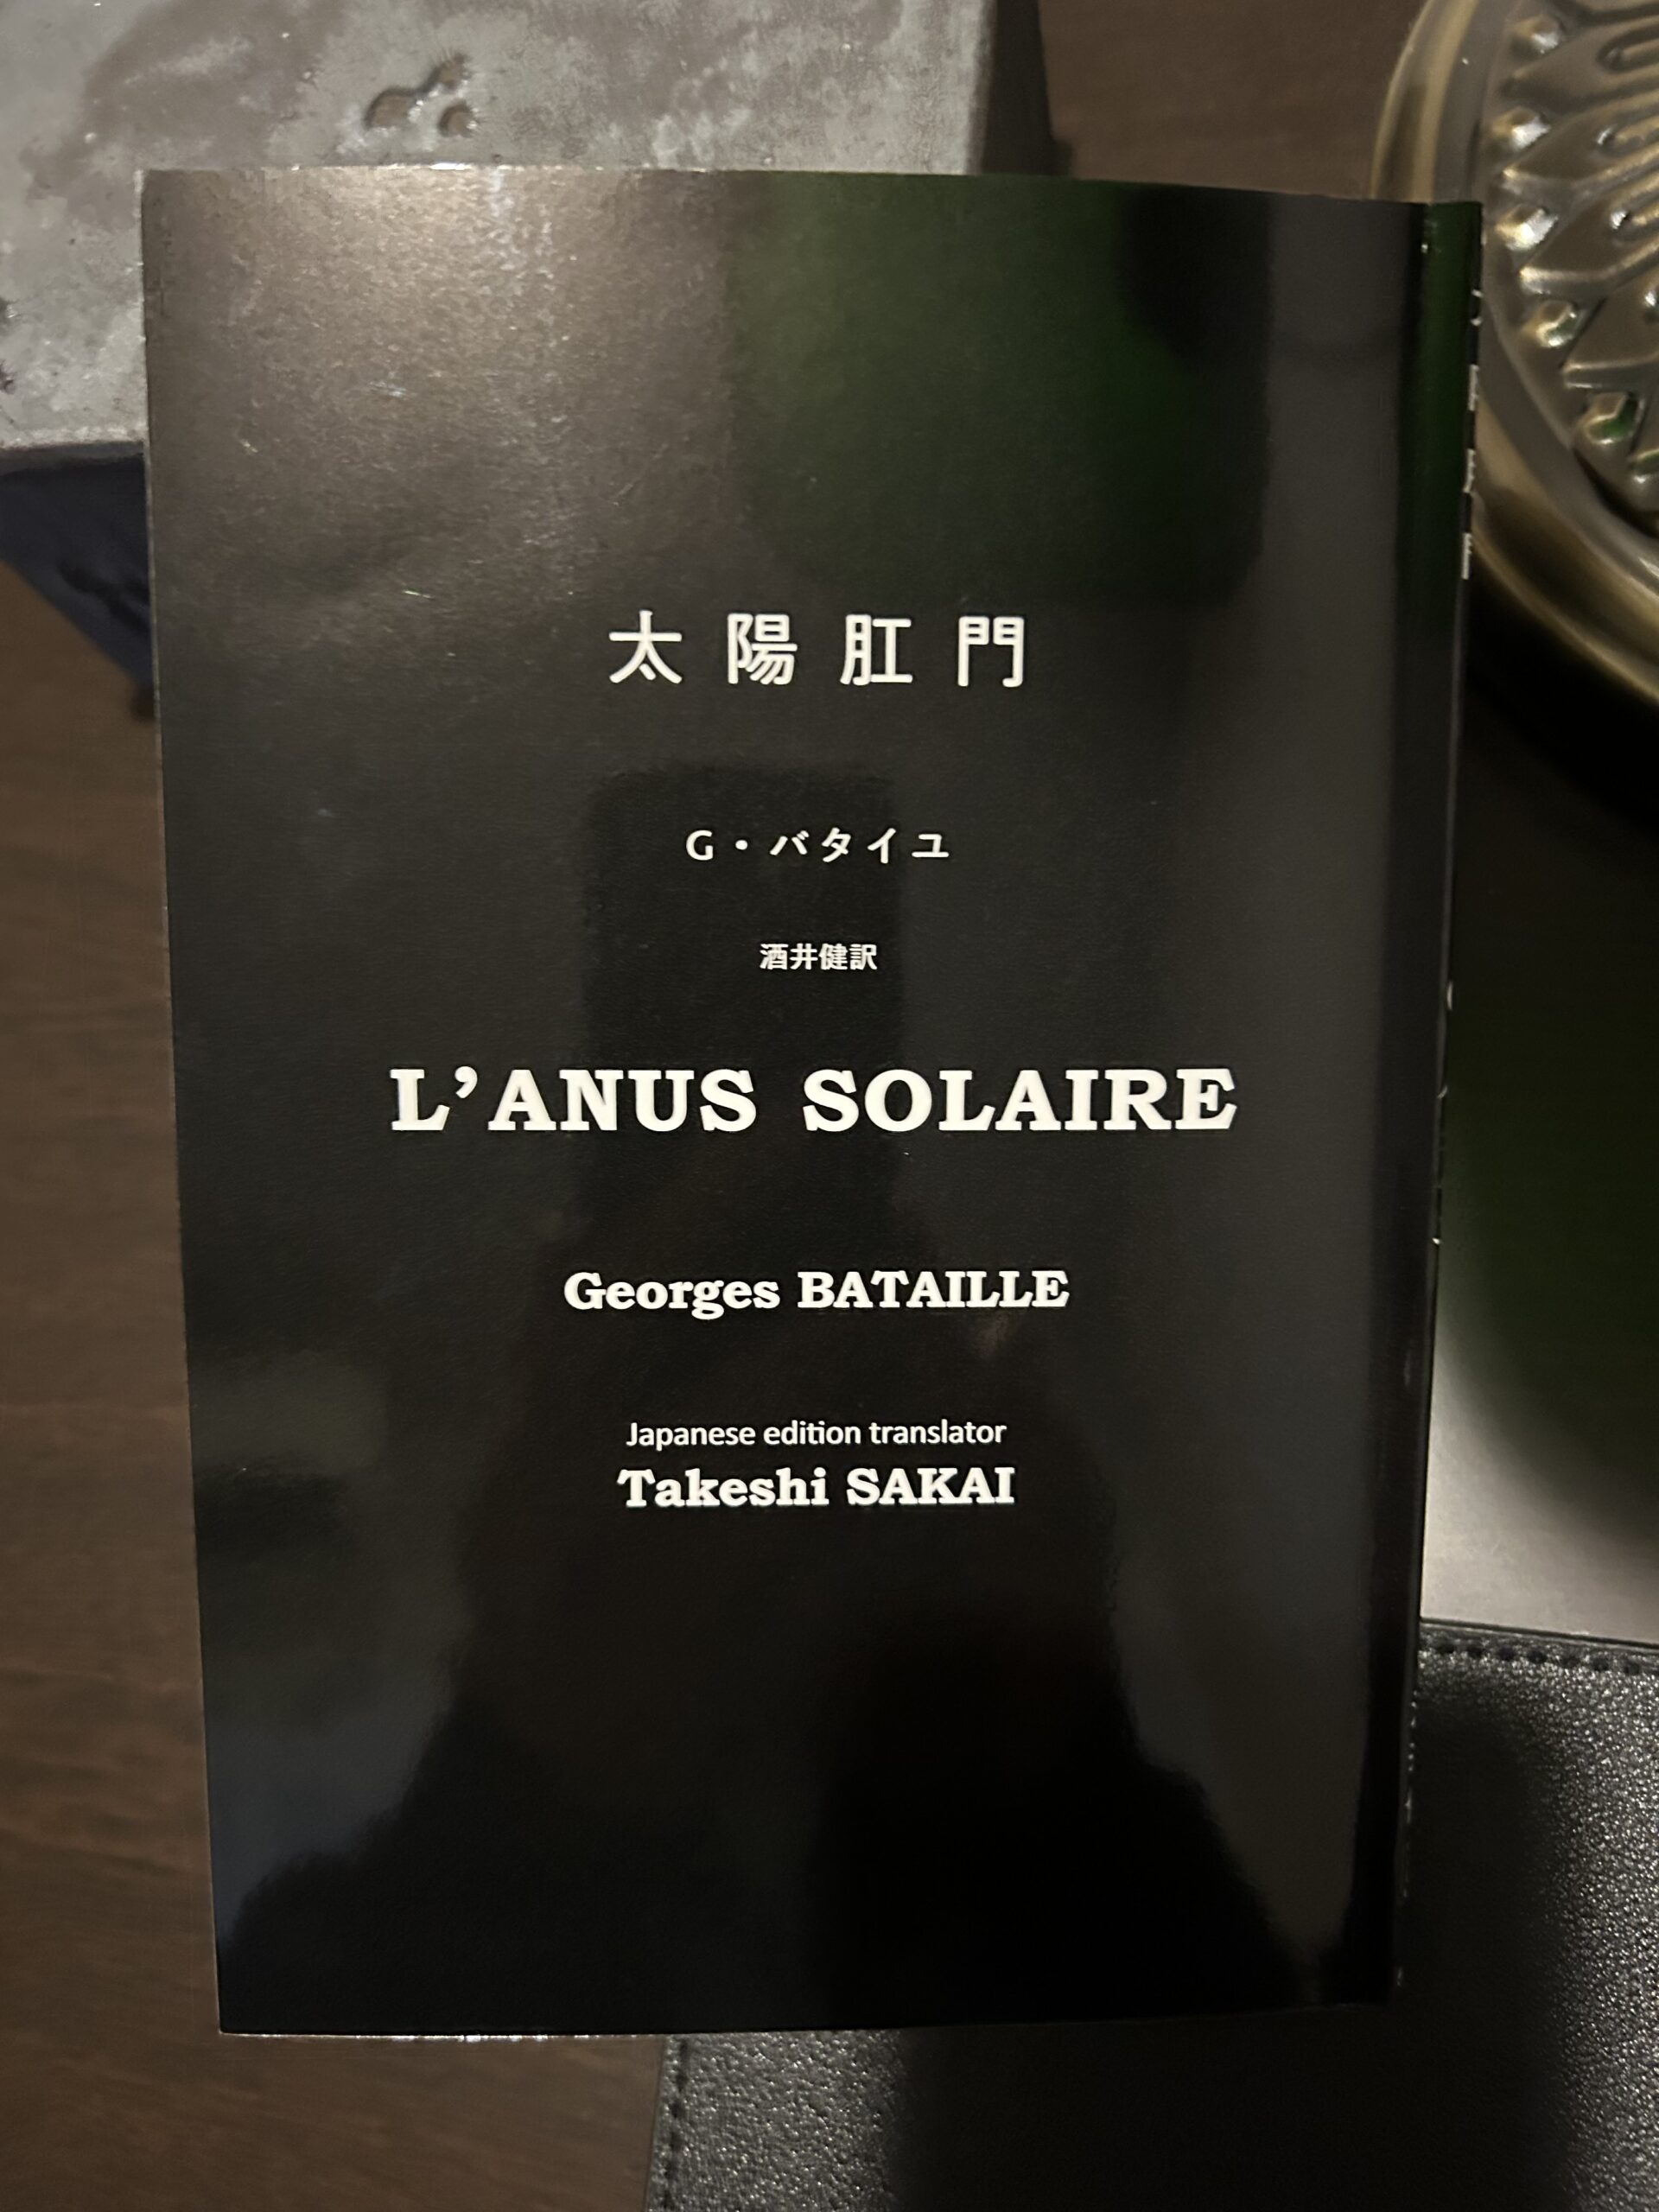 太陽肛門
G・バタイユ
酒井健訳
L’ANUS SOLAIRE
Georges BATAILLE
Japanese edition translator
Takeshi SAKAI